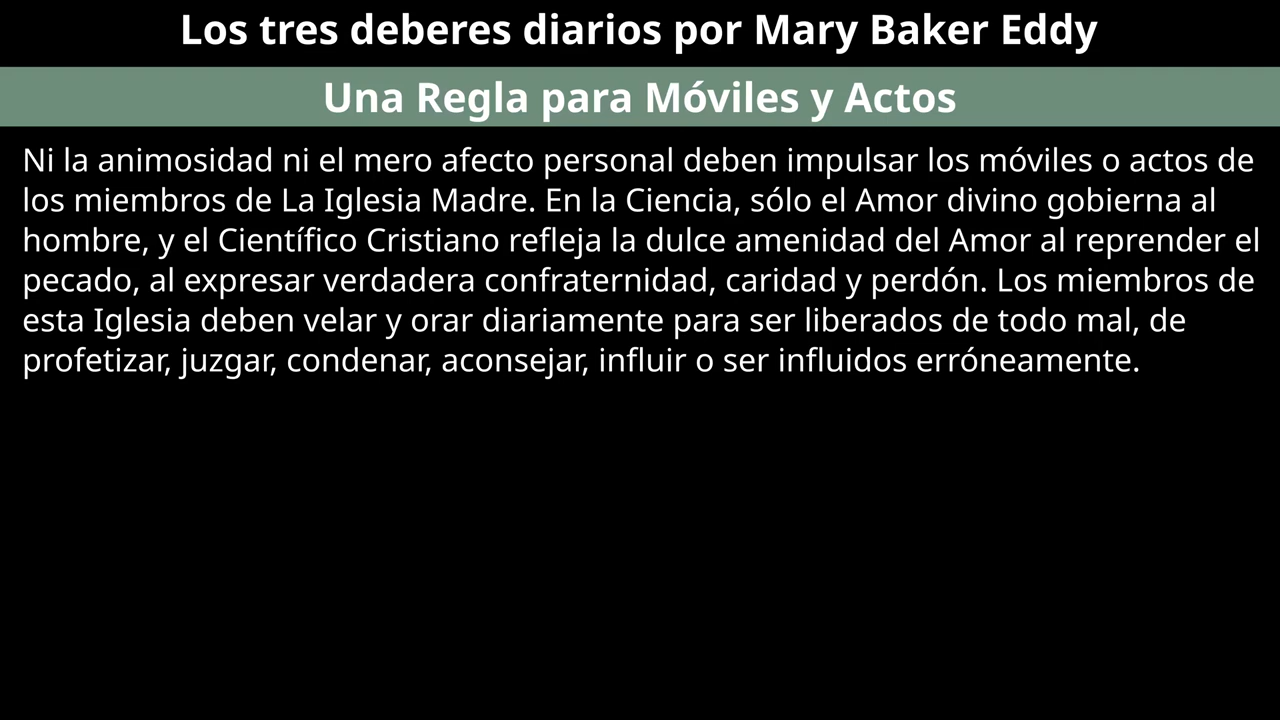 Los tres deberes diarios por Mary Baker Eddy
Una Regla para Móviles y Actos
Ni la animosidad ni el mero afecto personal deben impulsar los móviles o actos de
los miembros de La Iglesia Madre. En la Ciencia, sólo el Amor divino gobierna al
hombre, y el Científico Cristiano refleja la dulce amenidad del Amor al reprender el
pecado, al expresar verdadera confraternidad, caridad y perdón. Los miembros de
esta Iglesia deben velar y orar diariamente para ser liberados de todo mal, de
profetizar, juzgar, condenar, aconsejar, influir o ser influidos erróneamente.